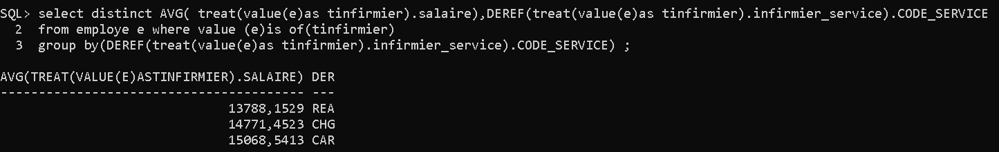 SQL> select distinct AVG( treat(value(e)as tinfirmier).salaire),DEREF(treat(value(e)as tinfirmier).infirmier_service).CODE_SERVICE
  2  from employe e where value (e)is of(tinfirmier)
  3  group by(DEREF(treat(value(e)as tinfirmier).infirmier_service).CODE_SERVICE) ;

AVG(TREAT(VALUE(E)ASTINFIRMIER).SALAIRE) DER
---------------------------------------- ---
                              13788,1529 REA
                              14771,4523 CHG
                              15068,5413 CAR